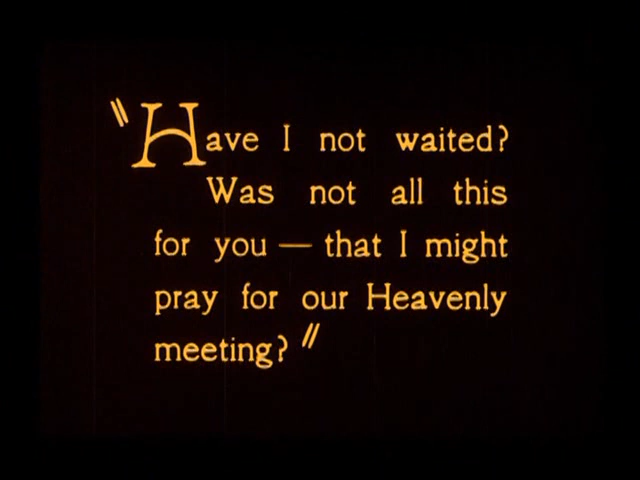 "Have I not waited?
Was not all this
for you — that I might
pray for our Heavenly
meeting?"